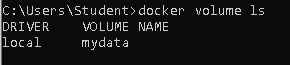 C:\Users\Student>docker volume ls
DRIVER    VOLUME NAME
local     mydata